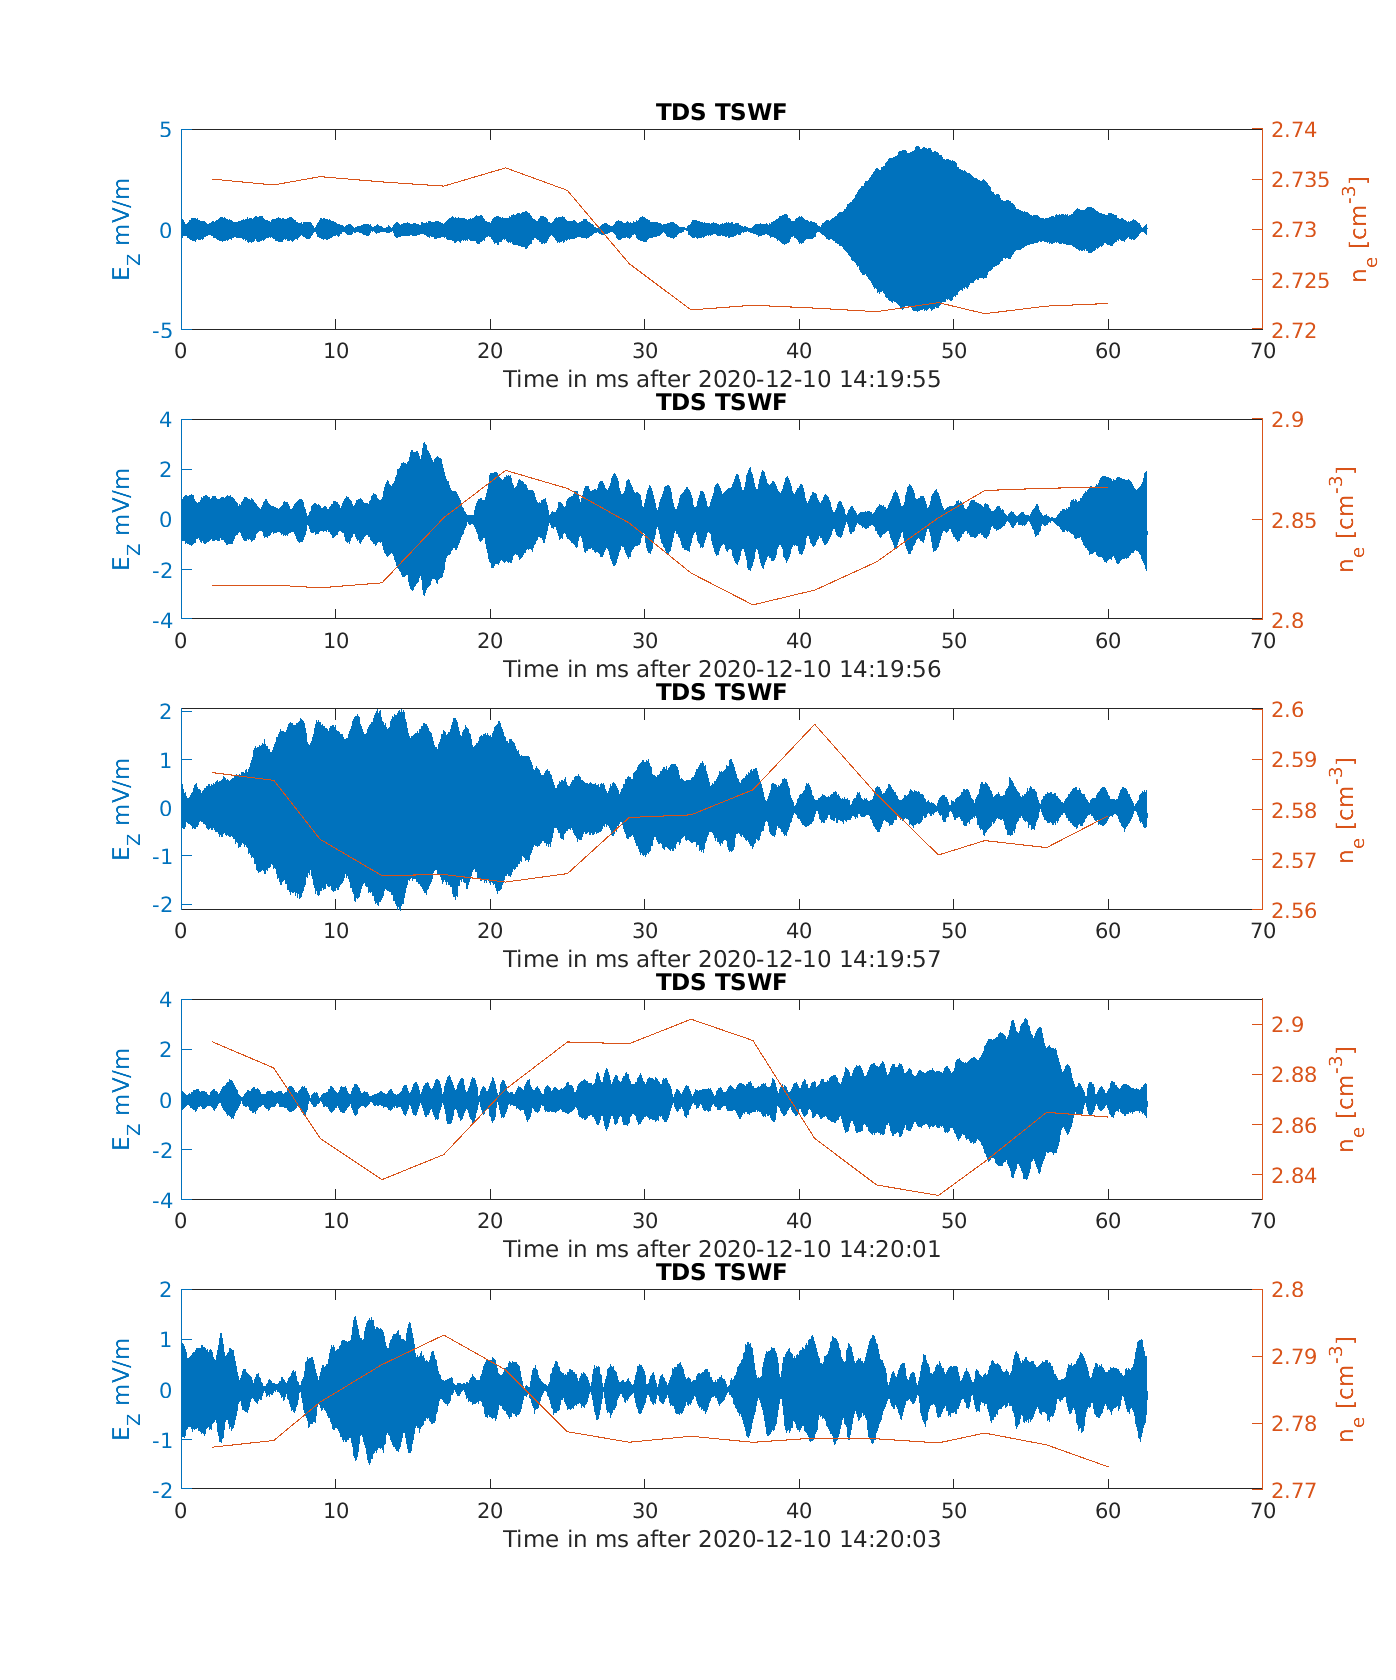 TDS TSWF
5
0
-5
E_Z mV/m
2.74
2.735
2.73
2.725
2.72
n_e [cm^-3]
0 10 20 30 40 50 60 70
Time in ms after 2020-12-10 14:19:55
TDS TSWF
4
2
0
-2
-4
E_Z mV/m
2.9
2.85
2.8
n_e [cm^-3]
0 10 20 30 40 50 60 70
Time in ms after 2020-12-10 14:19:56
TDS TSWF
2
1
0
-1
-2
E_Z mV/m
2.6
2.59
2.58
2.57
2.56
n_e [cm^-3]
0 10 20 30 40 50 60 70
Time in ms after 2020-12-10 14:19:57
TDS TSWF
4
2
0
-2
-4
E_Z mV/m
2.9
2.88
2.86
2.84
n_e [cm^-3]
0 10 20 30 40 50 60 70
Time in ms after 2020-12-10 14:20:01
TDS TSWF
2
1
0
-1
-2
E_Z mV/m
2.8
2.79
2.78
2.77
n_e [cm^-3]
0 10 20 30 40 50 60 70
Time in ms after 2020-12-10 14:20:03